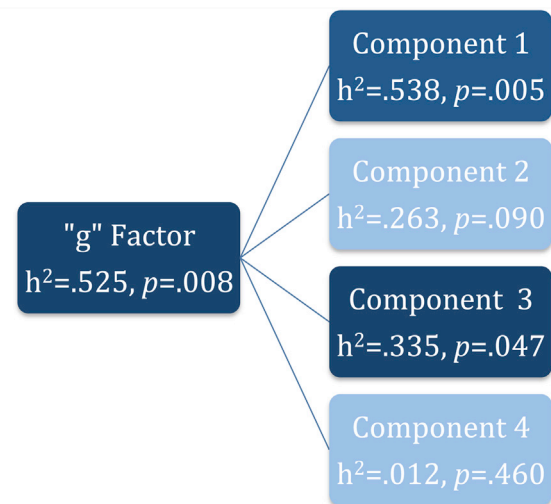 Component 1
h²=.538, p=.005
Component 2
h²=.263, p=.090
"g" Factor
h²=.525, p=.008
Component 3
h²=.335, p=.047
Component 4
h²=.012, p=.460